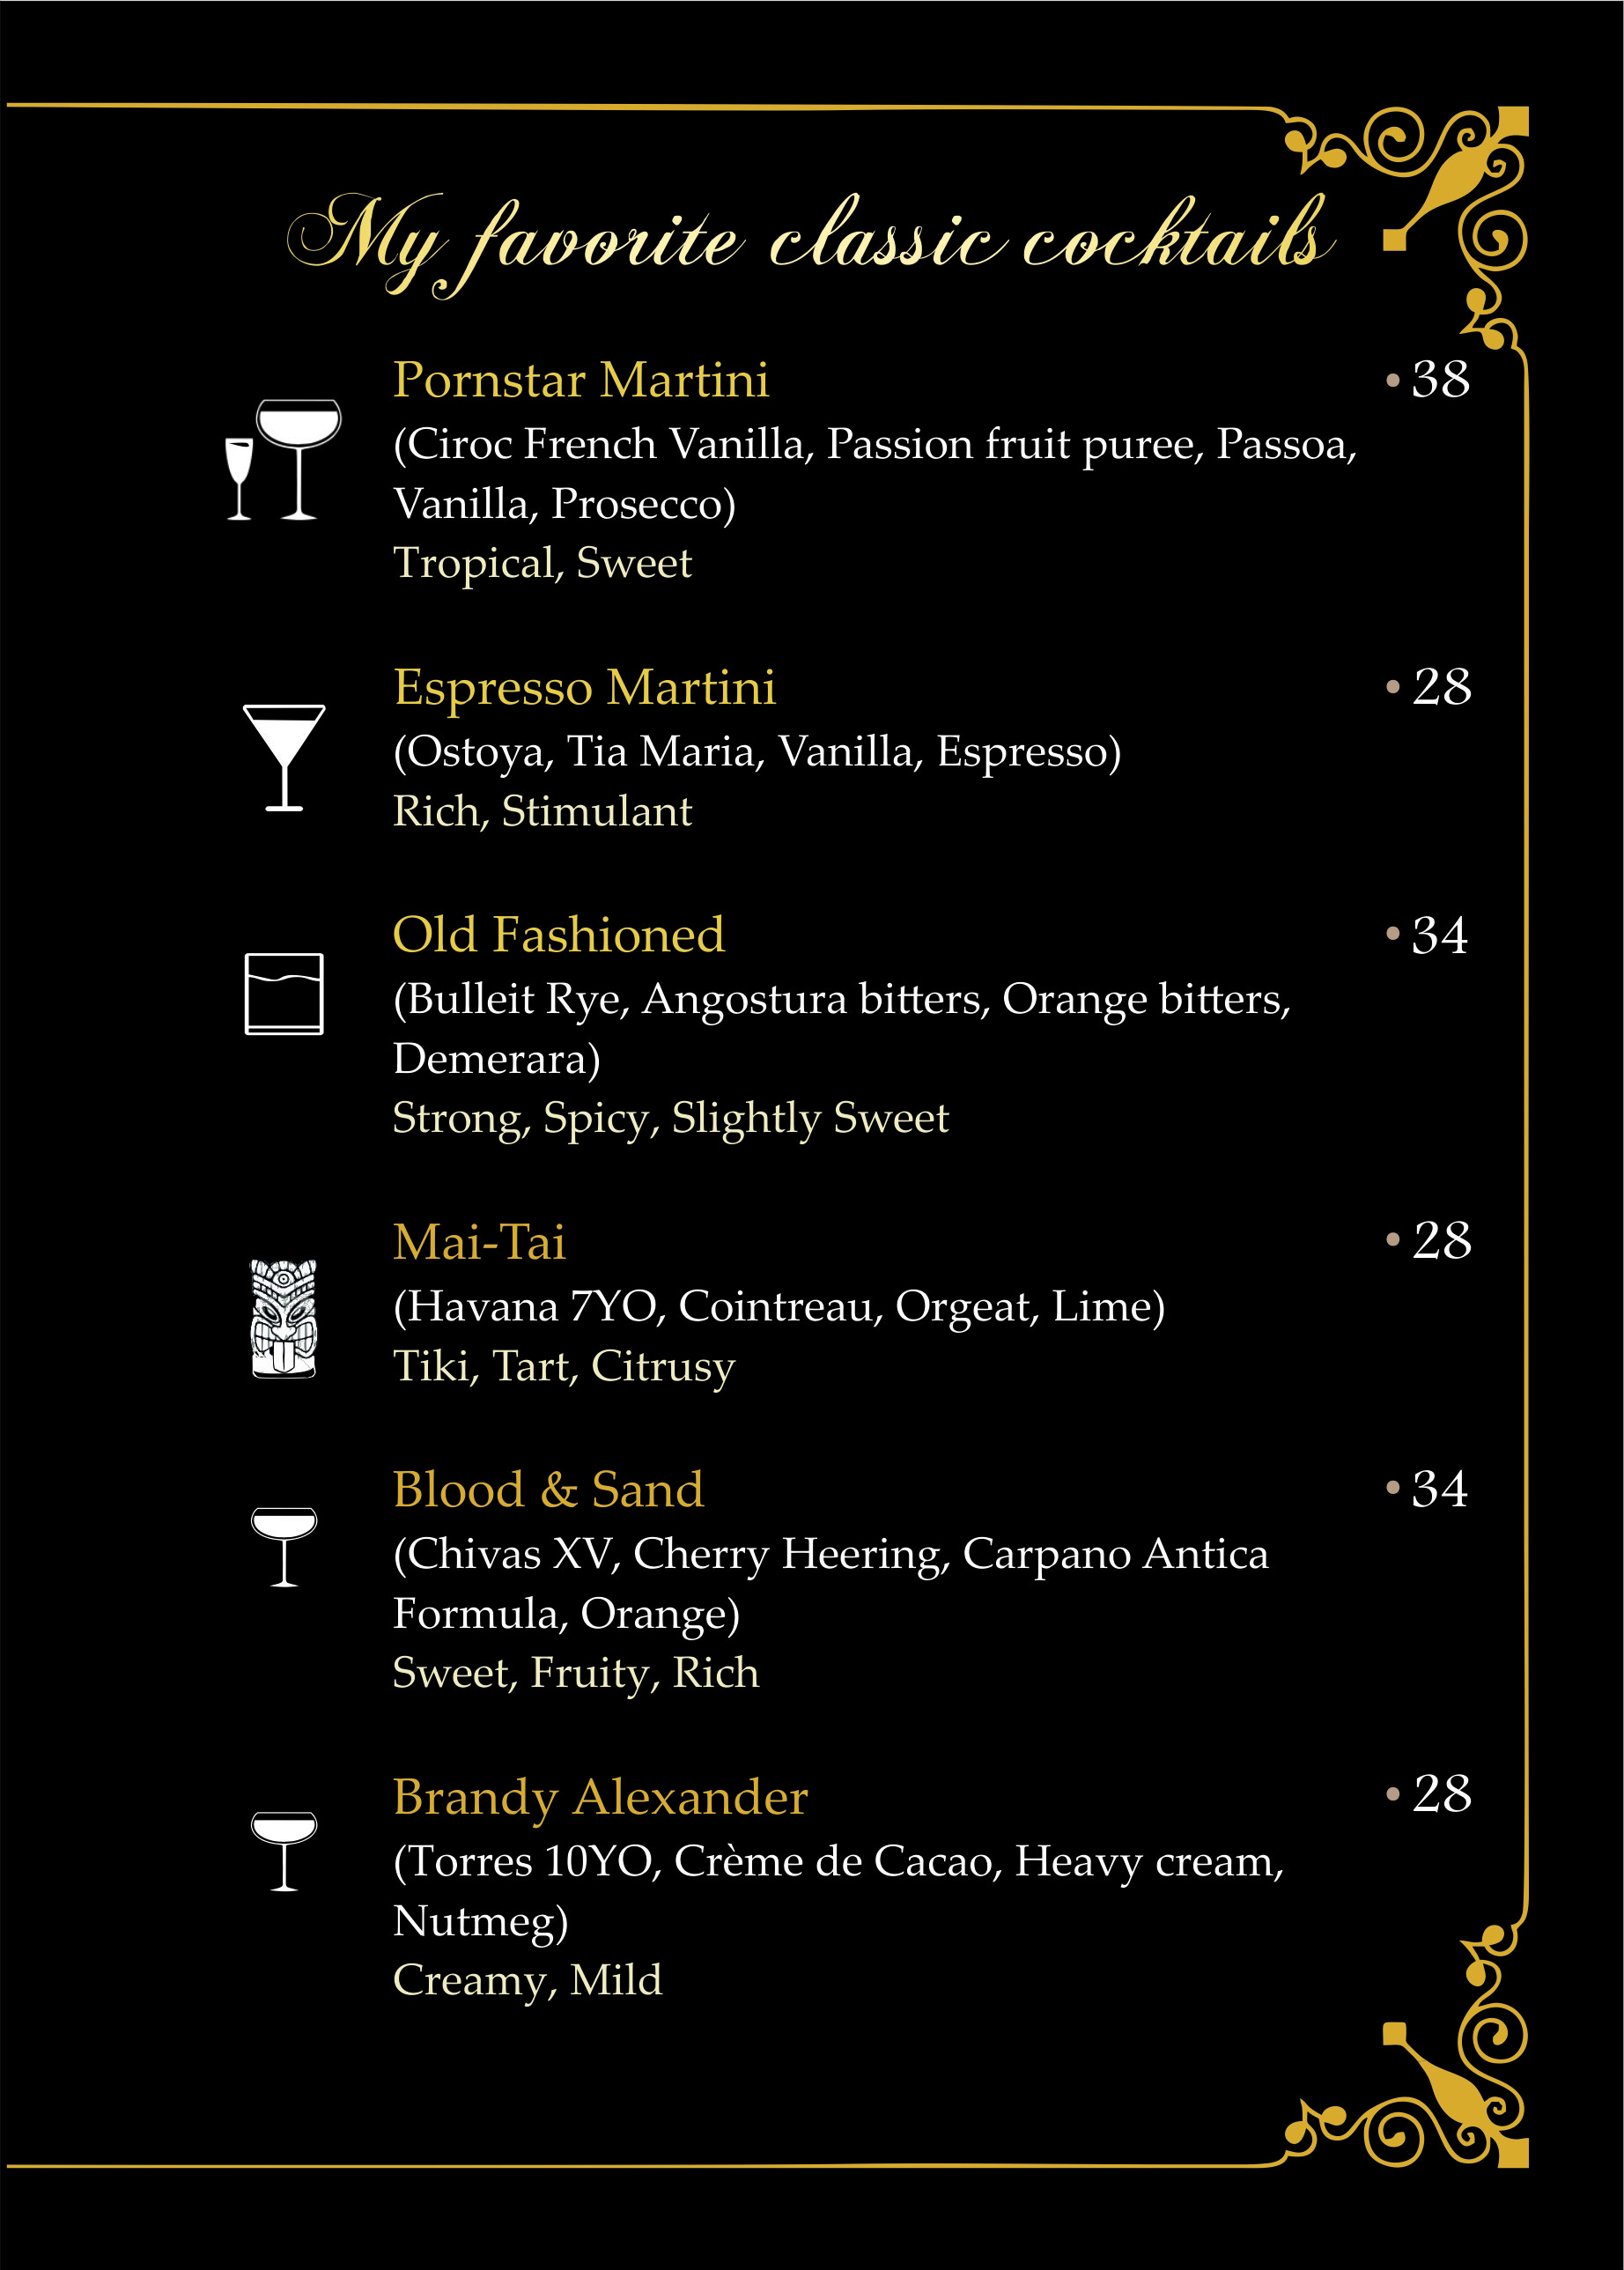 My favorite classic cocktails
Pornstar Martini • 38
(Ciroc French Vanilla, Passion fruit puree, Passoa,
Vanilla, Prosecco)
Tropical, Sweet
Espresso Martini • 28
(Ostoya, Tia Maria, Vanilla, Espresso)
Rich, Stimulant
Old Fashioned • 34
(Bulleit Rye, Angostura bitters, Orange bitters,
Demerara)
Strong, Spicy, Slightly Sweet
Mai-Tai • 28
(Havana 7YO, Cointreau, Orgeat, Lime)
Tiki, Tart, Citrusy
Blood & Sand • 34
(Chivas XV, Cherry Heering, Carpano Antica
Formula, Orange)
Sweet, Fruity, Rich
Brandy Alexander • 28
(Torres 10YO, Crème de Cacao, Heavy cream,
Nutmeg)
Creamy, Mild